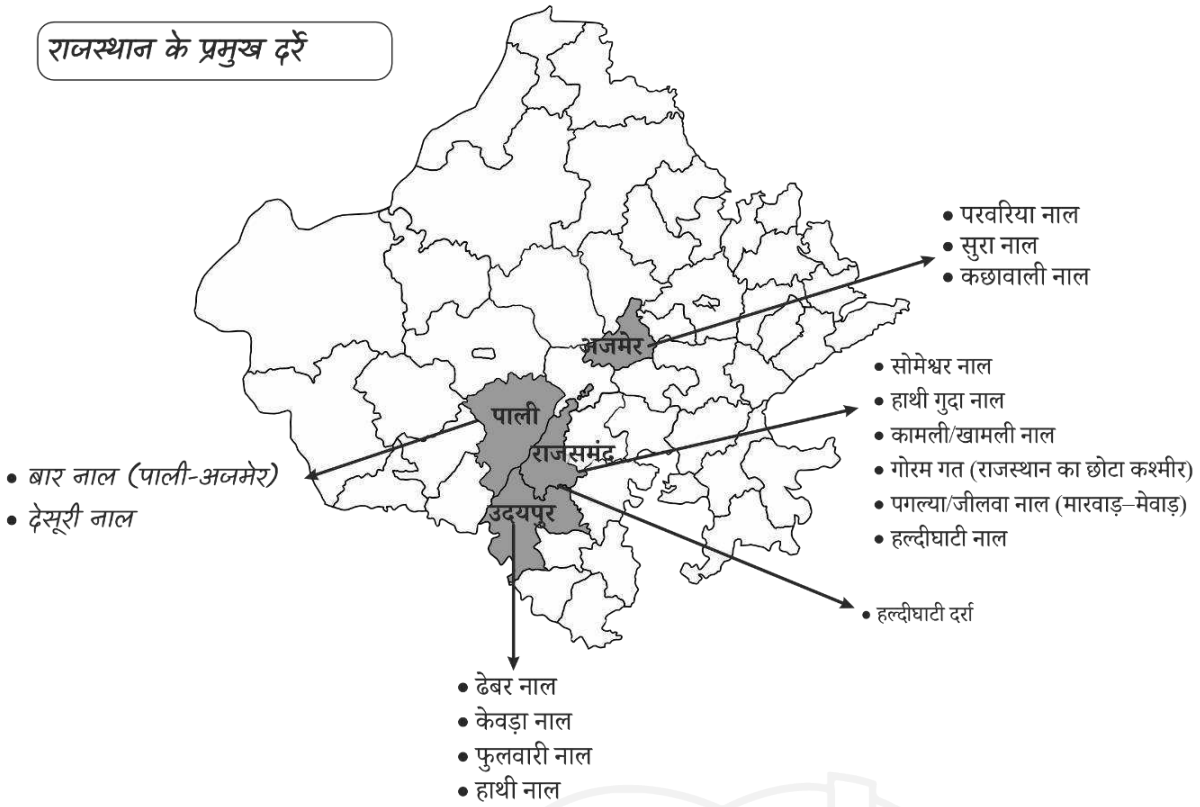 राजस्थान के प्रमुख दर्रे
• परवरिया नाल
• सुरा नाल
• कछावाली नाल
अजमेर
• सोमेश्वर नाल
• हाथी गुदा नाल
• कामली/खामली नाल
• गोरम गत (राजस्थान का छोटा कश्मीर)
• पगल्या/जीलवा नाल (मारवाड़–मेवाड़)
• हल्दीघाटी नाल
पाली
राजसमंद
• बार नाल (पाली-अजमेर)
• देसूरी नाल
उदयपूर
• हल्दीघाटी दर्रा
• ढेबर नाल
• केवड़ा नाल
• फुलवारी नाल
• हाथी नाल